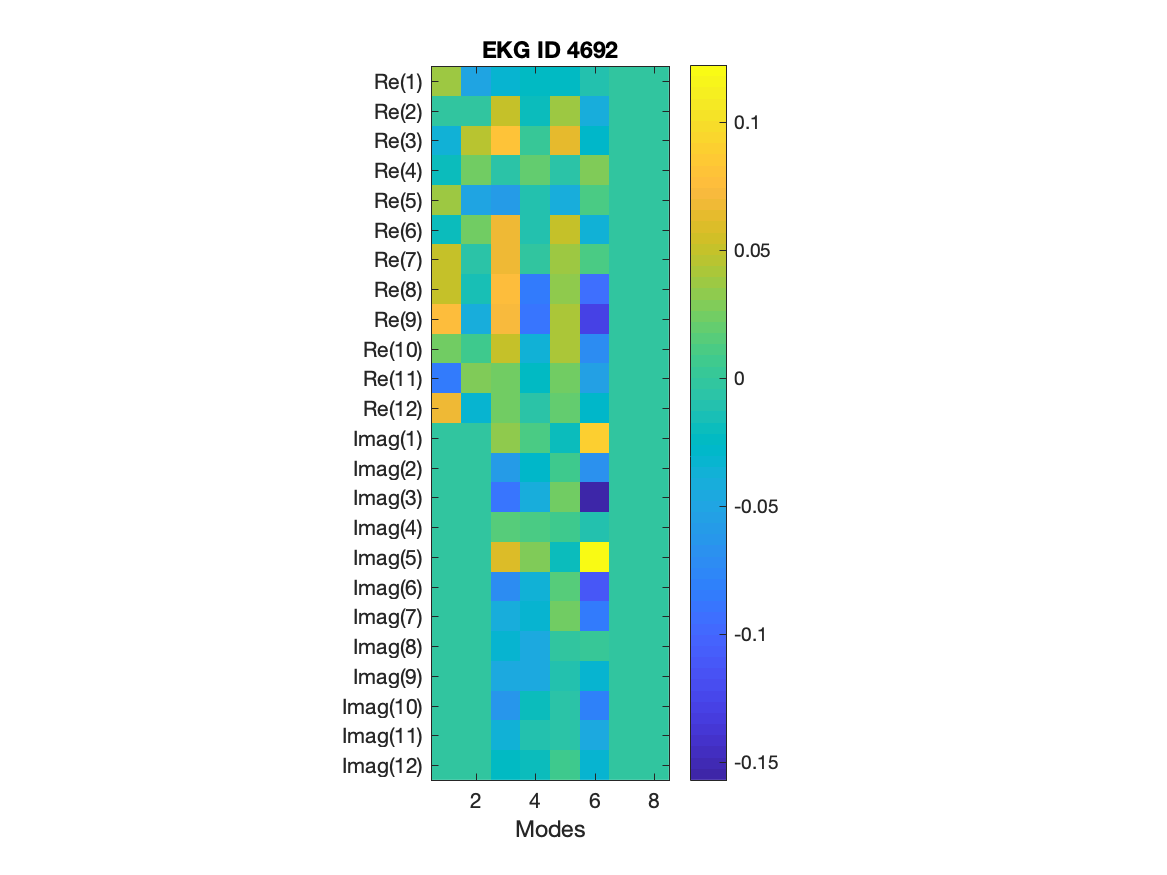 EKG ID 4692
Re(1)
Re(2)
Re(3)
Re(4)
Re(5)
Re(6)
Re(7)
Re(8)
Re(9)
Re(10)
Re(11)
Re(12)
Imag(1)
Imag(2)
Imag(3)
Imag(4)
Imag(5)
Imag(6)
Imag(7)
Imag(8)
Imag(9)
Imag(10)
Imag(11)
Imag(12)
2 4 6 8
Modes
0.1
0.05
0
-0.05
-0.1
-0.15